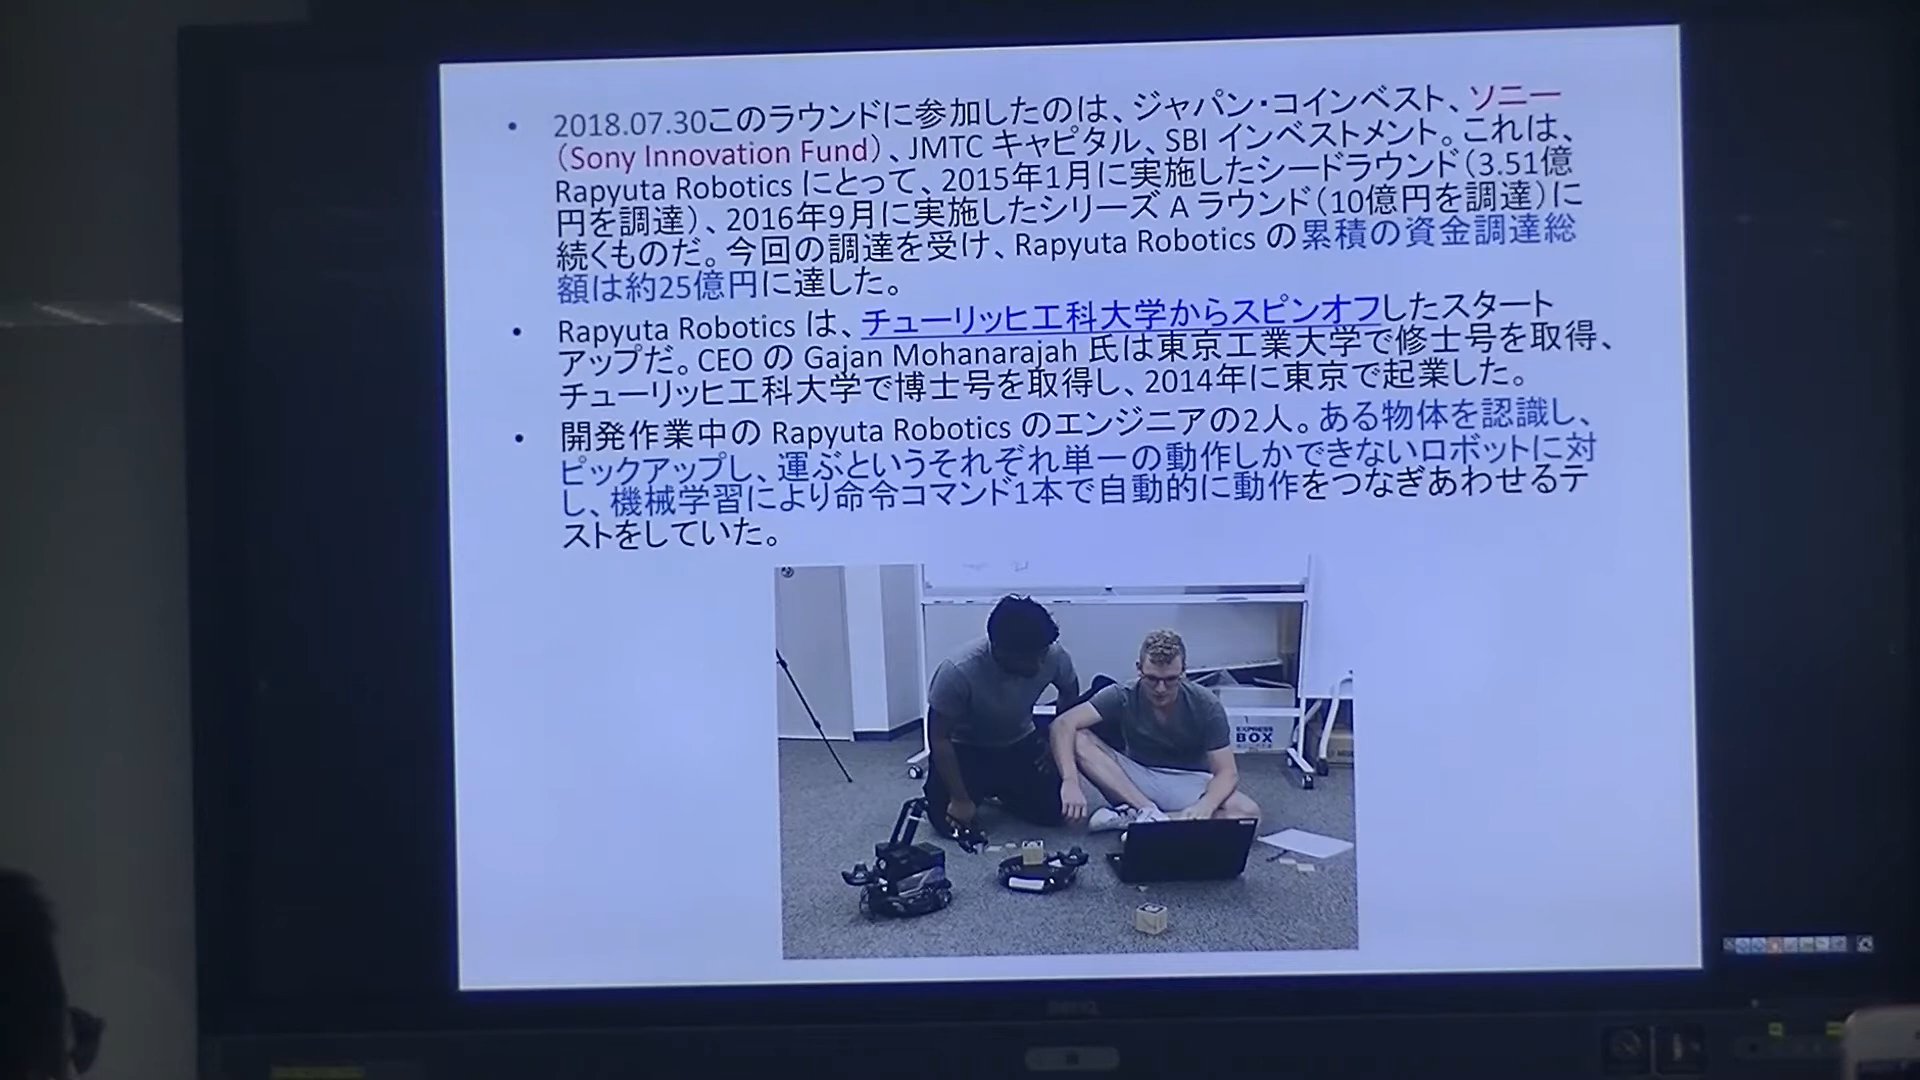 • 2018.07.30このラウンドに参加したのは、ジャパン・コインベスト、ソニー
（Sony Innovation Fund）、JMTC キャピタル、SBI インベストメント。これは、
Rapyuta Robotics にとって、2015年1月に実施したシードラウンド（3.51億
円を調達）、2016年9月に実施したシリーズ A ラウンド（10億円を調達）に
続くものだ。今回の調達を受け、Rapyuta Robotics の累積の資金調達総
額は約25億円に達した。
• Rapyuta Robotics は、チューリッヒ工科大学からスピンオフしたスタート
アップだ。CEO の Gajan Mohanarajah 氏は東京工業大学で修士号を取得、
チューリッヒ工科大学で博士号を取得し、2014年に東京で起業した。
• 開発作業中の Rapyuta Robotics のエンジニアの2人。ある物体を認識し、
ピックアップし、運ぶというそれぞれ単一の動作しかできないロボットに対
し、機械学習により命令コマンド1本で自動的に動作をつなぎあわせるテ
ストをしていた。
EXPRESS
BOX
BenQ